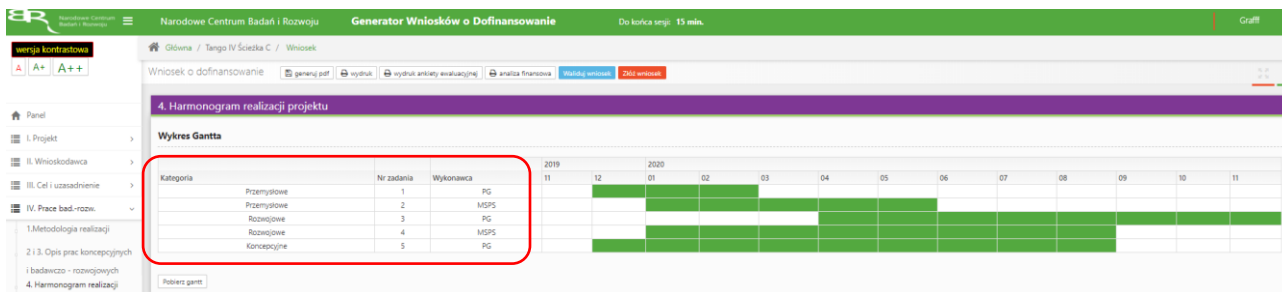 Narodowe Centrum
Badań i Rozwoju
Narodowe Centrum Badań i Rozwoju
Generator Wniosków o Dofinansowanie
Do końca sesji: 15 min.
Grafff
wersja kontrastowa
A A+ A++
Główna / Tango IV Ścieżka C / Wniosek
Wniosek o dofinansowanie
generuj pdf
wydruk
wydruk ankiety ewaluacyjnej
analiza finansowa
Waliduj wniosek
Złóż wniosek
Panel
I. Projekt
II. Wnioskodawca
III. Cel i uzasadnienie
IV. Prace bad.-rozw.
1.Metodologia realizacji
2 i 3. Opis prac koncepcyjnych
i badawczo - rozwojowych
4. Harmonogram realizacji
4. Harmonogram realizacji projektu
Wykres Gantta
2019 2020
Kategoria Nr zadania Wykonawca 11 12 01 02 03 04 05 06 07 08 09 10 11
Przemysłowe 1 PG
Przemysłowe 2 MSPS
Rozwojowe 3 PG
Rozwojowe 4 MSPS
Koncepcyjne 5 PG
Pobierz gantt